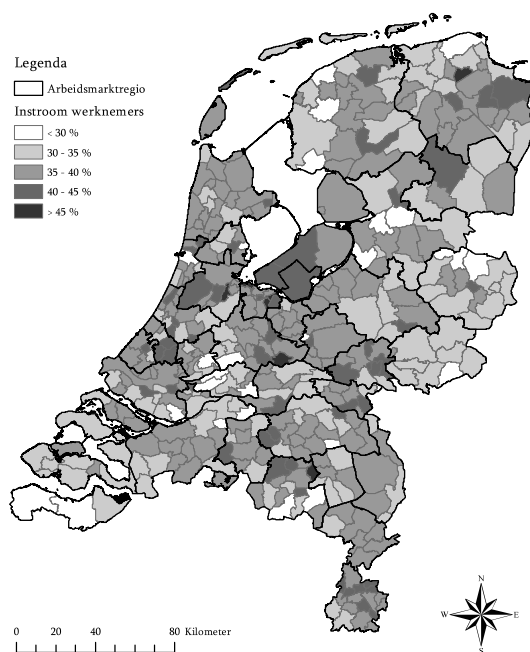 Legenda
Arbeidsmarktregio
Instroom werknemers
< 30 %
30 - 35 %
35 - 40 %
40 - 45 %
> 45 %
N
W E
S
0 20 40 80 Kilometer